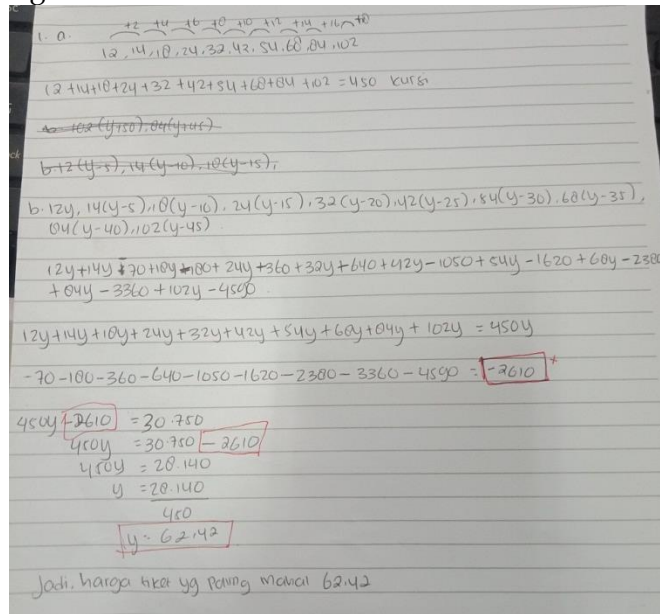 +2 +4 +6 +8 +10 +12 +14 +16 +18
1. a. 12, 14, 18, 24, 32, 42, 54, 68, 84, 102
12 + 14 + 18 + 24 + 32 + 42 + 54 + 68 + 84 + 102 = 450 kursi
102 (y+50), 84(y+45)
b. 12 (y-5), 14 (y-10), 18 (y-15),
b. 12y, 14(y-5), 18(y-10), 24(y-15), 32(y-20), 42(y-25), 54(y-30), 68(y-35),
84(y-40), 102(y-45)
12y + 14y - 70 + 18y - 180 + 24y + 360 + 32y + 640 + 42y - 1050 + 54y - 1620 + 68y - 2380
+ 84y - 3360 + 102y - 4590
12y + 14y + 18y + 24y + 32y + 42y + 54y + 68y + 84y + 102y = 450y
-70 - 180 - 360 - 640 - 1050 - 1620 - 2380 - 3360 - 4590 = -2610
450y - 2610 = 30.750
450y = 30.750 - 2610
450y = 28.140
y = 28.140
450
y = 62.42
Jadi, harga tiket yg paling mahal 62.42